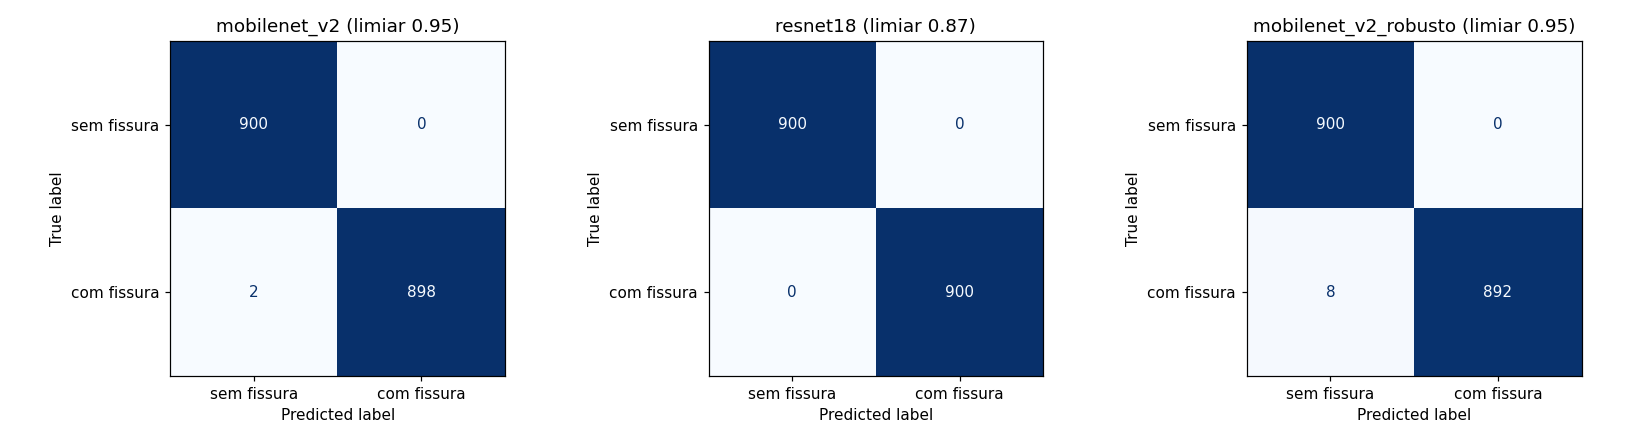 mobilenet_v2 (limiar 0.95)
True label
sem fissura
900
0
com fissura
2
898
sem fissura
com fissura
Predicted label
resnet18 (limiar 0.87)
True label
sem fissura
900
0
com fissura
0
900
sem fissura
com fissura
Predicted label
mobilenet_v2_robusto (limiar 0.95)
True label
sem fissura
900
0
com fissura
8
892
sem fissura
com fissura
Predicted label